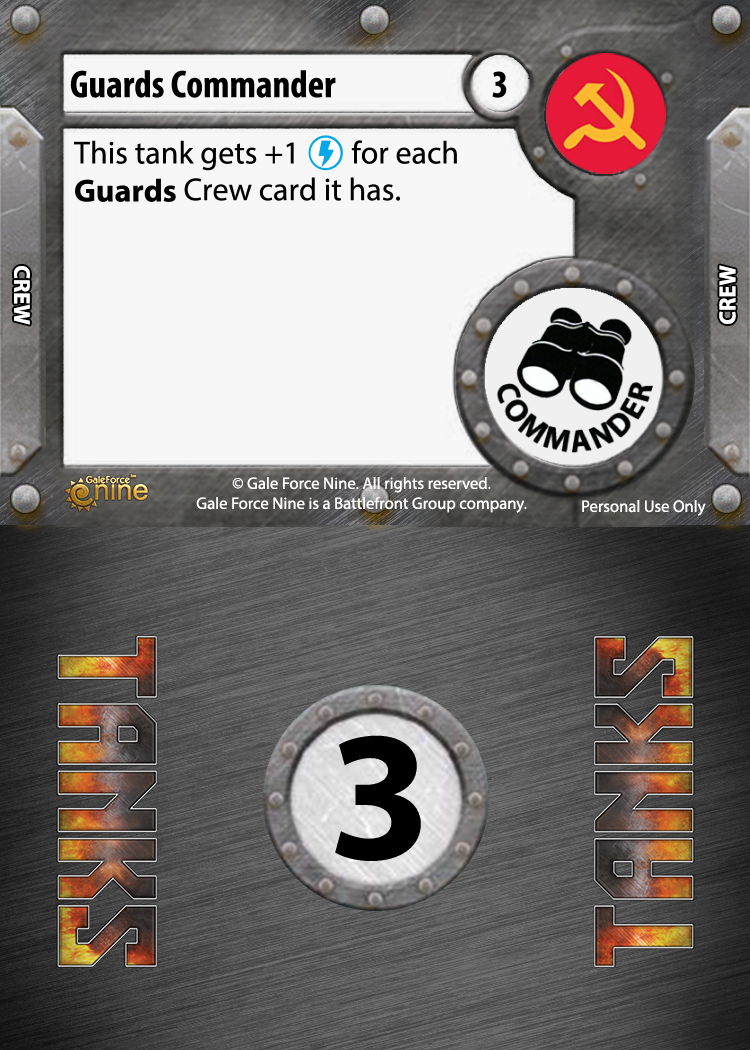 Guards Commander
3
This tank gets +1 for each
Guards Crew card it has.
CREW
CREW
COMMANDER
GaleForce™
nine
© Gale Force Nine. All rights reserved.
Gale Force Nine is a Battlefront Group company.
Personal Use Only
TANKS
3
TANKS